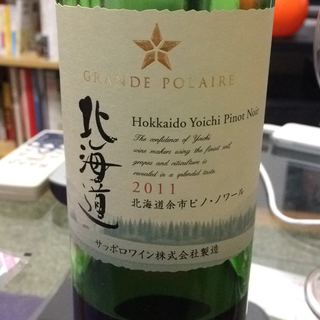 GRANDE POLAIRE
北海道
Hokkaido Yoichi Pinot Noir
The confidence of Yoichi
wine makers using the finest soil,
grapes and viticulture is
revealed in a splendid taste.
2011
北海道余市ピノ・ノワール
サッポロワイン株式会社製造